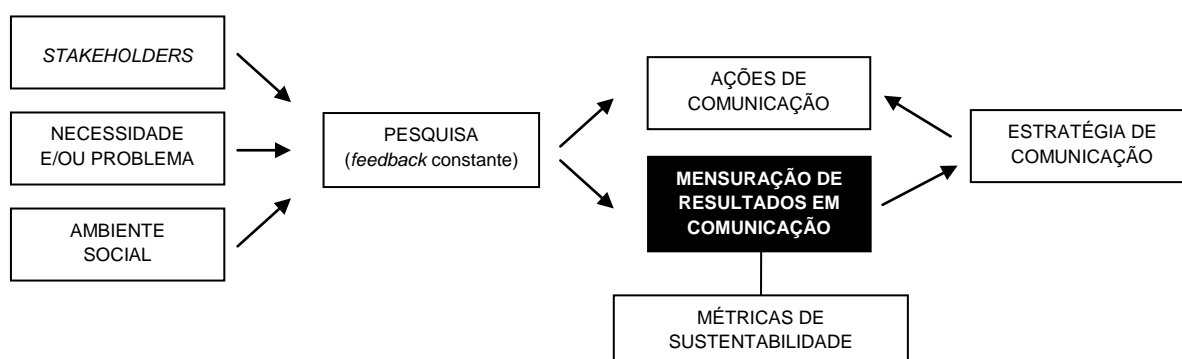 STAKEHOLDERS
NECESSIDADE
E/OU PROBLEMA
AMBIENTE
SOCIAL
PESQUISA
(feedback constante)
AÇÕES DE
COMUNICAÇÃO
MENSURAÇÃO DE
RESULTADOS EM
COMUNICAÇÃO
MÉTRICAS DE
SUSTENTABILIDADE
ESTRATÉGIA DE
COMUNICAÇÃO